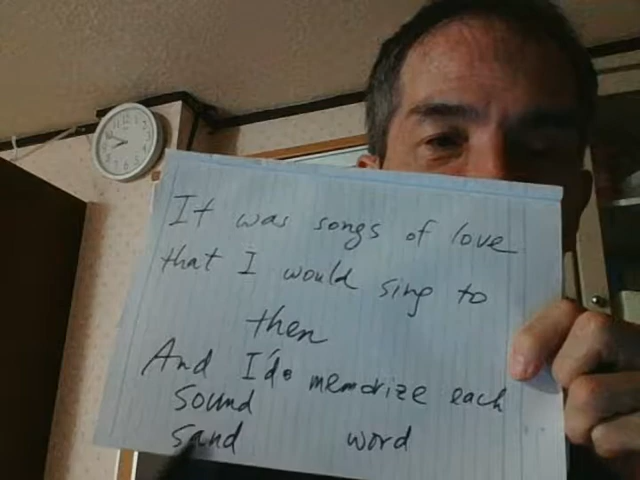 It was songs of love
that I would sing to
then
And I'd memorize each
sound
sand word